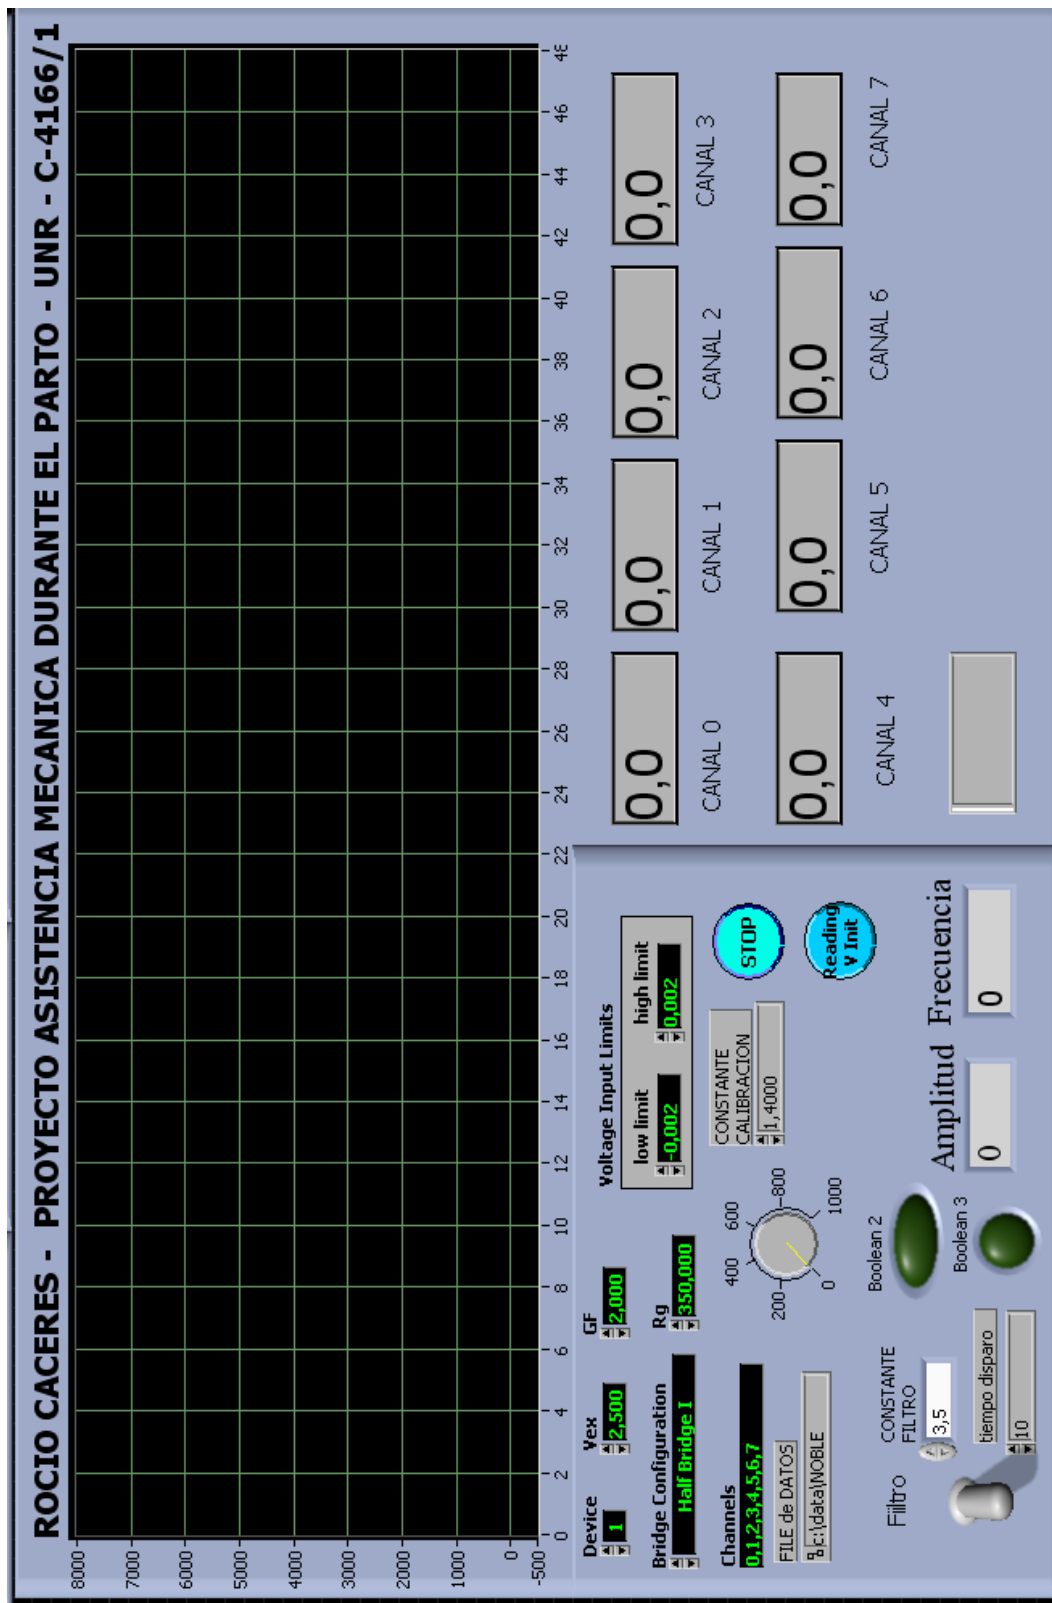 ROCIO CACERES - PROYECTO ASISTENCIA MECANICA DURANTE EL PARTO - UNR - C-4166/1
8000
7000
6000
5000
4000
3000
2000
1000
0
-500
0 2 4 6 8 10 12 14 16 18 20 22 24 26 28 30 32 34 36 38 40 42 44 46 48
Device
1
Vex
2,500
GF
2,000
Bridge Configuration
Half Bridge I
Rg
350,000
Voltage Input Limits
low limit
-0,002
high limit
0,002
Channels
0,1,2,3,4,5,6,7
FILE de DATOS
c:\data\NOBLE
0 200 400 600 800 1000
CONSTANTE
CALIBRACION
1,4000
STOP
Reading
V Init
Filtro
CONSTANTE
FILTRO
3,5
tiempo disparo
10
Boolean 2
Boolean 3
Amplitud
0
Frecuencia
0
0,0
CANAL 0
0,0
CANAL 1
0,0
CANAL 2
0,0
CANAL 3
0,0
CANAL 4
0,0
CANAL 5
0,0
CANAL 6
0,0
CANAL 7